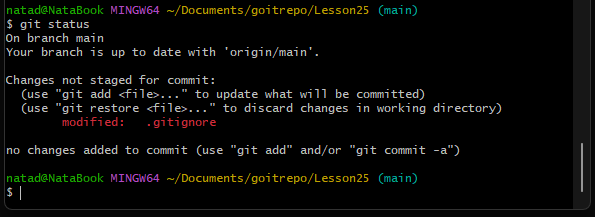 natad@NataBook MINGW64 ~/Documents/goitrepo/Lesson25 (main)
$ git status
On branch main
Your branch is up to date with 'origin/main'.

Changes not staged for commit:
  (use "git add <file>..." to update what will be committed)
  (use "git restore <file>..." to discard changes in working directory)
        modified:   .gitignore

no changes added to commit (use "git add" and/or "git commit -a")

natad@NataBook MINGW64 ~/Documents/goitrepo/Lesson25 (main)
$